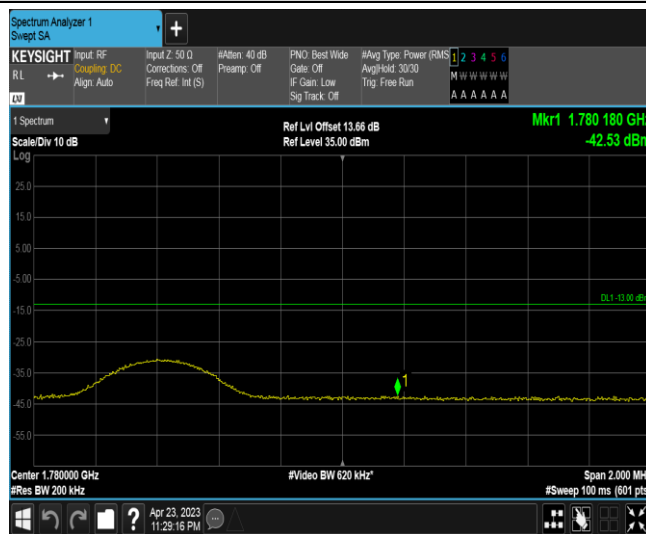 Spectrum Analyzer 1
Swept SA
+
KEYSIGHT Input: RF Input Z: 50 Ω #Atten: 40 dB PNO: Best Wide #Avg Type: Power (RMS 1 2 3 4 5 6
RL Coupling: DC Corrections: Off Preamp: Off Gate: Off Avg|Hold: 30/30 M W W W W W
Align: Auto Freq Ref: Int (S) IF Gain: Low Trig: Free Run
Sig Track: Off A A A A A A
LXI
1 Spectrum Ref Lvl Offset 13.66 dB Mkr1 1.780 180 GHz
Scale/Div 10 dB Ref Level 35.00 dBm -42.53 dBm
Log
25.0
15.0
5.00
-5.00
DL1 -13.00 dBm
-15.0
-25.0
-35.0
1
-45.0
-55.0
Center 1.780000 GHz #Video BW 620 kHz* Span 2.000 MH
#Res BW 200 kHz #Sweep 100 ms (601 pts
? Apr 23, 2023
11:29:16 PM